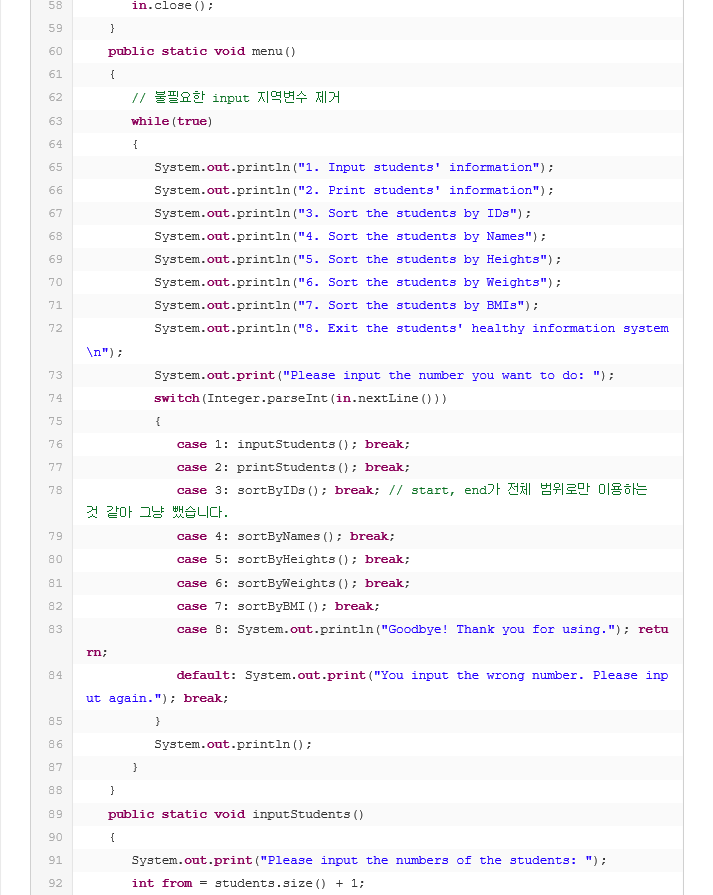 58 in.close();
59 }
60 public static void menu()
61 {
62 // 불필요한 input 지역변수 제거
63 while(true)
64 {
65 System.out.println("1. Input students' information");
66 System.out.println("2. Print students' information");
67 System.out.println("3. Sort the students by IDs");
68 System.out.println("4. Sort the students by Names");
69 System.out.println("5. Sort the students by Heights");
70 System.out.println("6. Sort the students by Weights");
71 System.out.println("7. Sort the students by BMIs");
72 System.out.println("8. Exit the students' healthy information system
\n");
73 System.out.print("Please input the number you want to do: ");
74 switch(Integer.parseInt(in.nextLine()))
75 {
76 case 1: inputStudents(); break;
77 case 2: printStudents(); break;
78 case 3: sortByIDs(); break; // start, end가 전체 범위로만 이용하는
것 같아 그냥 뺐습니다.
79 case 4: sortByNames(); break;
80 case 5: sortByHeights(); break;
81 case 6: sortByWeights(); break;
82 case 7: sortByBMI(); break;
83 case 8: System.out.println("Goodbye! Thank you for using."); retu
rn;
84 default: System.out.print("You input the wrong number. Please inp
ut again."); break;
85 }
86 System.out.println();
87 }
88 }
89 public static void inputStudents()
90 {
91 System.out.print("Please input the numbers of the students: ");
92 int from = students.size() + 1;